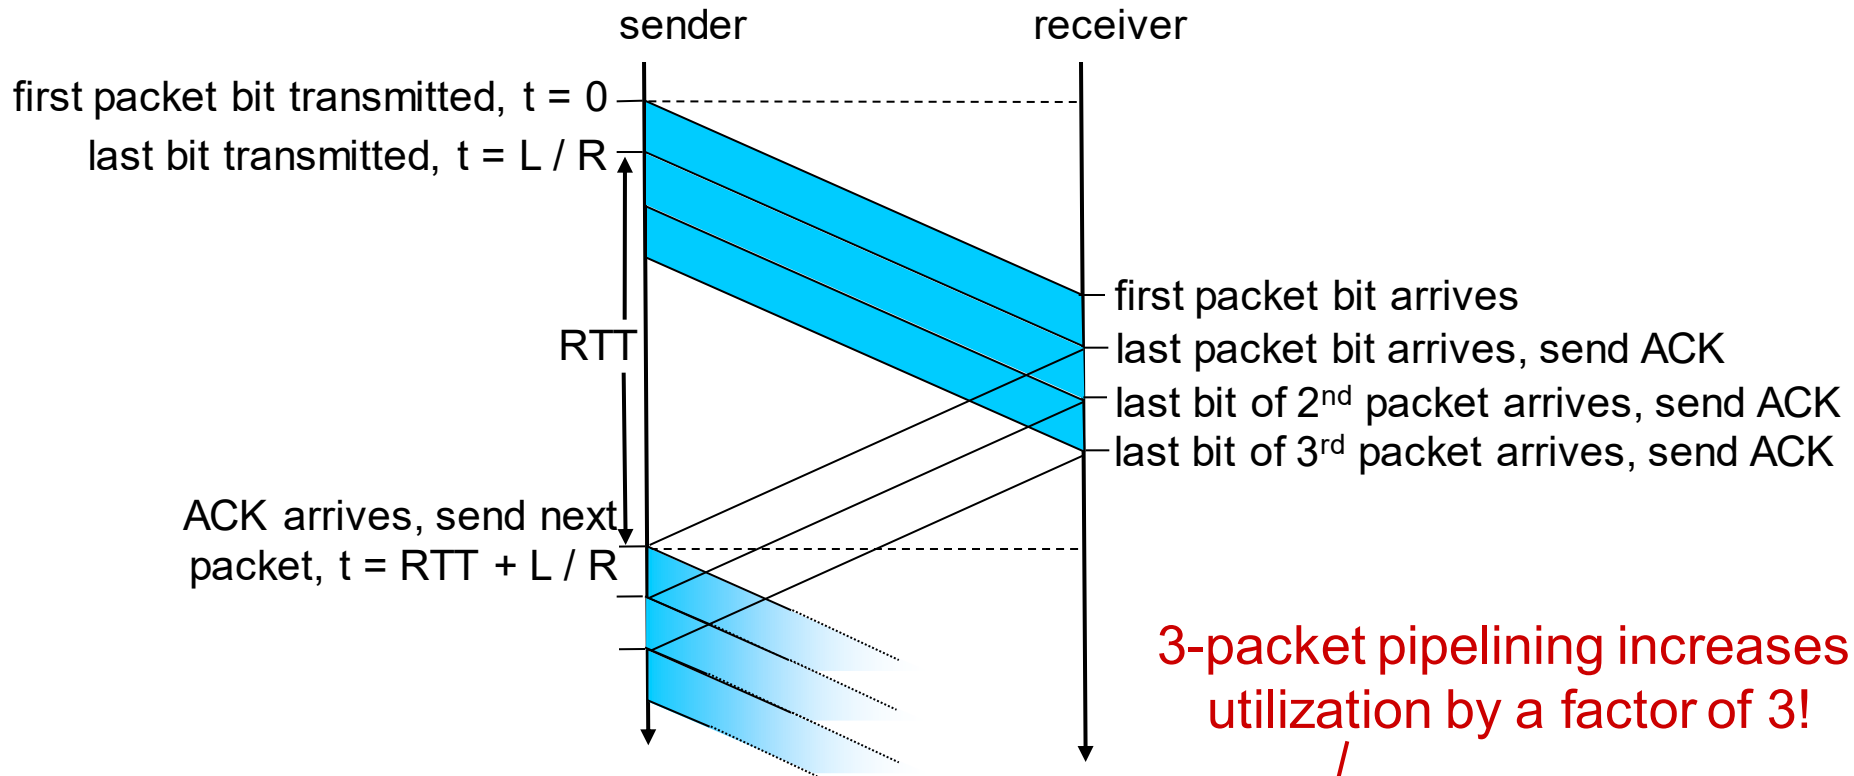 sender
receiver
first packet bit transmitted, t = 0
last bit transmitted, t = L / R
first packet bit arrives
RTT
last packet bit arrives, send ACK
last bit of 2nd packet arrives, send ACK
last bit of 3rd packet arrives, send ACK
ACK arrives, send next
packet, t = RTT + L / R
3-packet pipelining increases
utilization by a factor of 3!